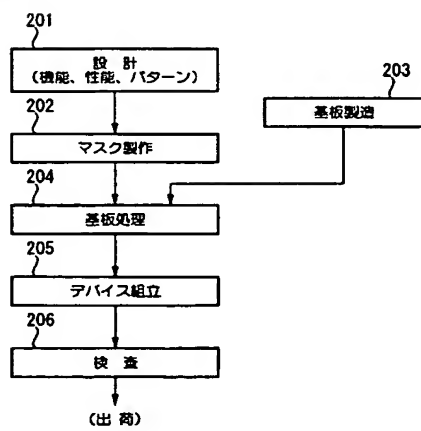 201
設 計
(機能、性能、パターン)
202
マスク製作
203
基板製造
204
基板処理
205
デバイス組立
206
検 査
(出 荷)